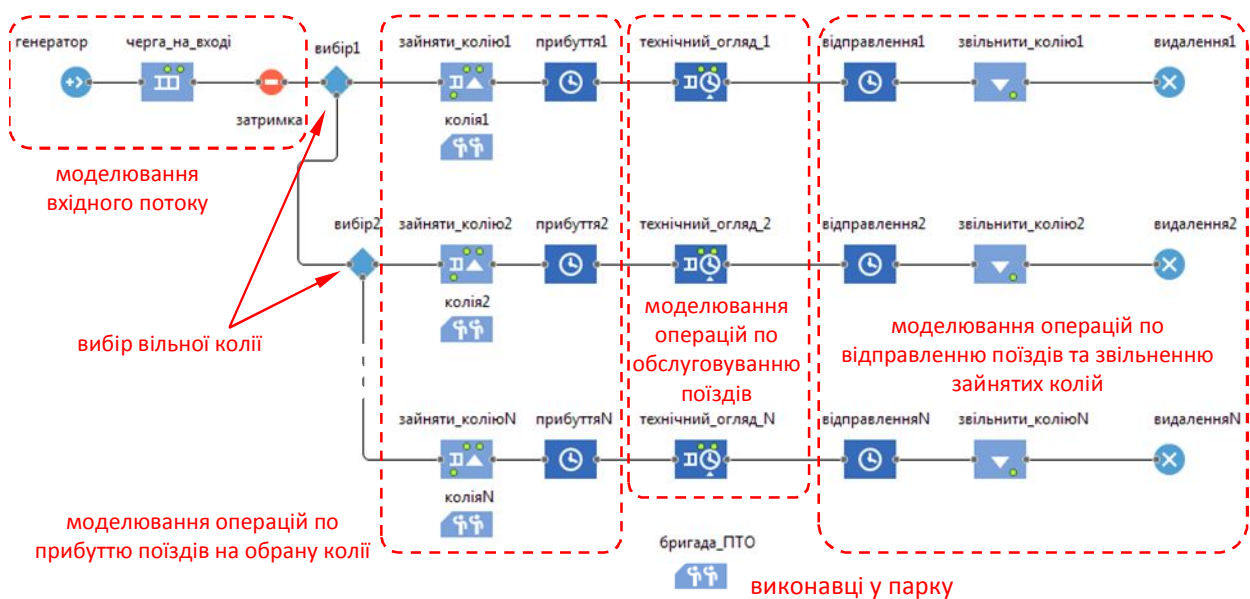 генератор
черга_на_вході
затримка
моделювання
вхідного потоку
вибір1
зайняти_колію1
прибуття1
технічний_огляд_1
відправлення1
звільнити_колію1
видалення1
колія1
вибір2
зайняти_колію2
прибуття2
технічний_огляд_2
відправлення2
звільнити_колію2
видалення2
колія2
вибір вільної колії
моделювання
операцій по
обслуговуванню
поїздів
моделювання операцій по
відправленню поїздів та звільненню
зайнятих колій
зайняти_коліюN
прибуттяN
технічний_огляд_N
відправленняN
звільнити_коліюN
видаленняN
коліяN
моделювання операцій по
прибуттю поїздів на обрану колії
бригада_ПТО
виконавці у парку